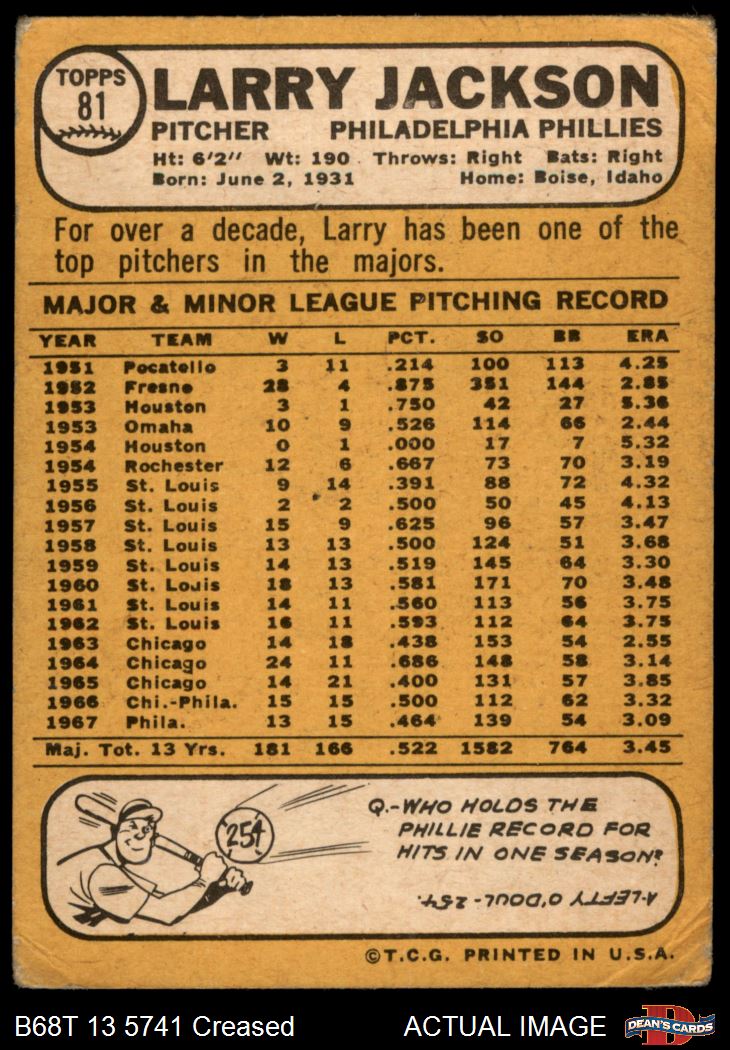 TOPPS
81
LARRY JACKSON
PITCHER PHILADELPHIA PHILLIES
Ht: 6'2" Wt: 190 Throws: Right Bats: Right
Born: June 2, 1931 Home: Boise, Idaho
For over a decade, Larry has been one of the
top pitchers in the majors.
MAJOR & MINOR LEAGUE PITCHING RECORD
YEAR TEAM W L PCT. SO BB ERA
1951 Pocatello 3 11 .214 100 113 4.25
1952 Fresno 28 4 .875 351 144 2.85
1953 Houston 3 1 .750 42 27 5.36
1953 Omaha 10 9 .526 114 66 2.44
1954 Houston 0 1 .000 17 7 5.32
1954 Rochester 12 6 .667 73 70 3.19
1955 St. Louis 9 14 .391 88 72 4.32
1956 St. Louis 2 2 .500 50 45 4.13
1957 St. Louis 15 9 .625 96 57 3.47
1958 St. Louis 13 13 .500 124 51 3.68
1959 St. Louis 14 13 .519 145 64 3.30
1960 St. Louis 18 13 .581 171 70 3.48
1961 St. Louis 14 11 .560 113 56 3.75
1962 St. Louis 16 11 .593 112 64 3.75
1963 Chicago 14 18 .438 153 54 2.55
1964 Chicago 24 11 .686 148 58 3.14
1965 Chicago 14 21 .400 131 57 3.85
1966 Chi.-Phila. 15 15 .500 112 62 3.32
1967 Phila. 13 15 .464 139 54 3.09
Maj. Tot. 13 Yrs. 181 166 .522 1582 764 3.45
254
Q.-WHO HOLDS THE
PHILLIE RECORD FOR
HITS IN ONE SEASON?
A-LEFTY O'DOUL-254.
©T.C.G. PRINTED IN U.S.A.
B68T 13 5741 Creased ACTUAL IMAGE
D
DEAN'S CARDS